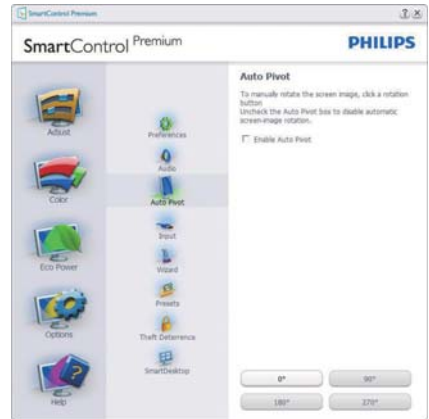 SmartControl Premium
SmartControl Premium
PHILIPS
Adjust
Color
Eco Power
Options
Help
Preferences
Audio
Auto Pivot
Input
Wizard
Presets
Theft Deterrence
SmartDesktop
Auto Pivot
To manually rotate the screen image, click a rotation
button
Uncheck the Auto Pivot box to disable automatic
screen-image rotation.
Enable Auto Pivot
0°
90°
180°
270°